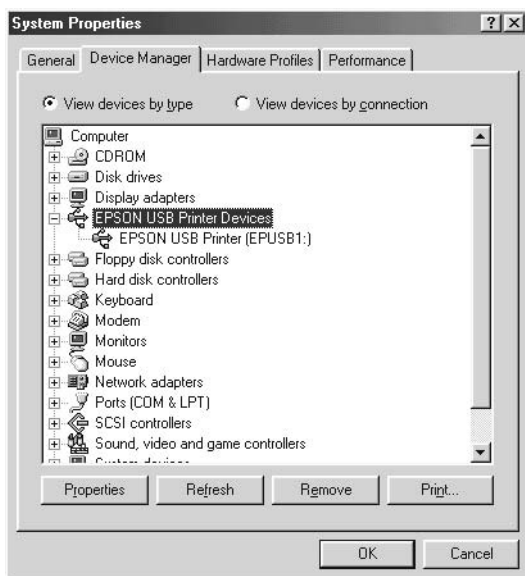 System Properties
General Device Manager Hardware Profiles Performance
View devices by type View devices by connection
Computer
CDROM
Disk drives
Display adapters
EPSON USB Printer Devices
EPSON USB Printer (EPUSB1:)
Floppy disk controllers
Hard disk controllers
Keyboard
Modem
Monitors
Mouse
Network adapters
Ports (COM & LPT)
SCSI controllers
Sound, video and game controllers
Properties Refresh Remove Print...
OK Cancel